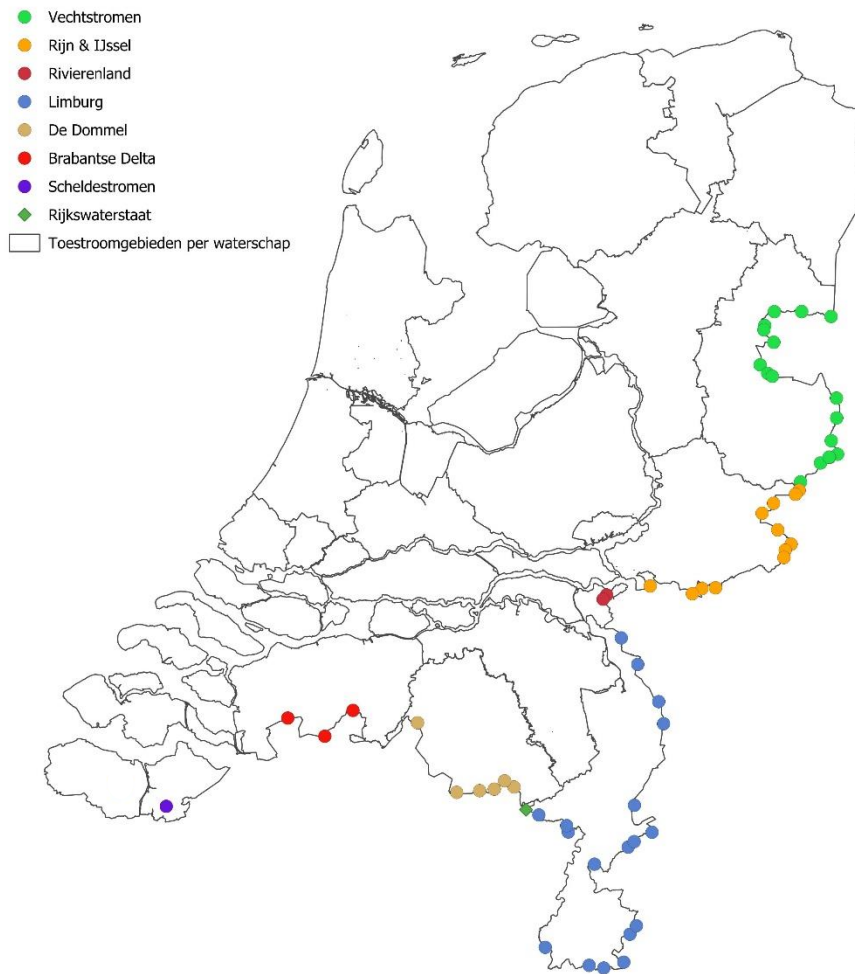 Vechtstromen
Rijn & IJssel
Rivierenland
Limburg
De Dommel
Brabantse Delta
Scheldestromen
Rijkswaterstaat
Toestroomgebieden per waterschap